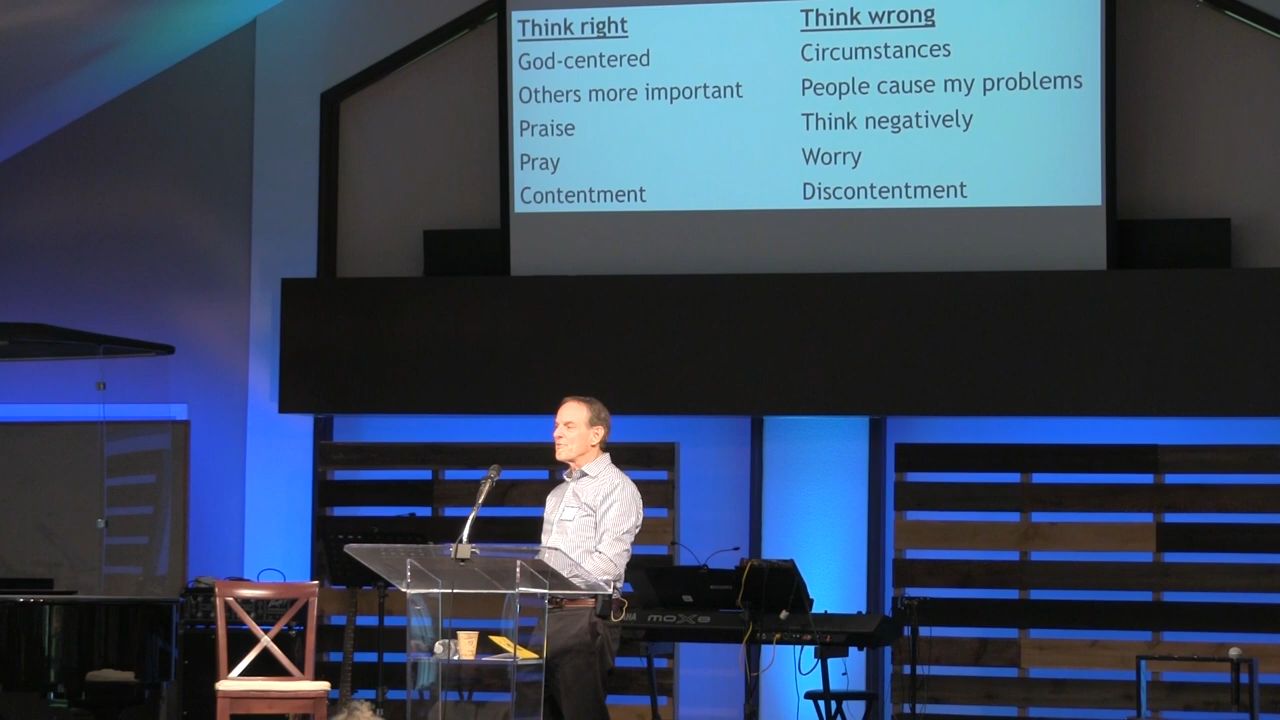 Think right
God-centered
Others more important
Praise
Pray
Contentment
Think wrong
Circumstances
People cause my problems
Think negatively
Worry
Discontentment
MOXF